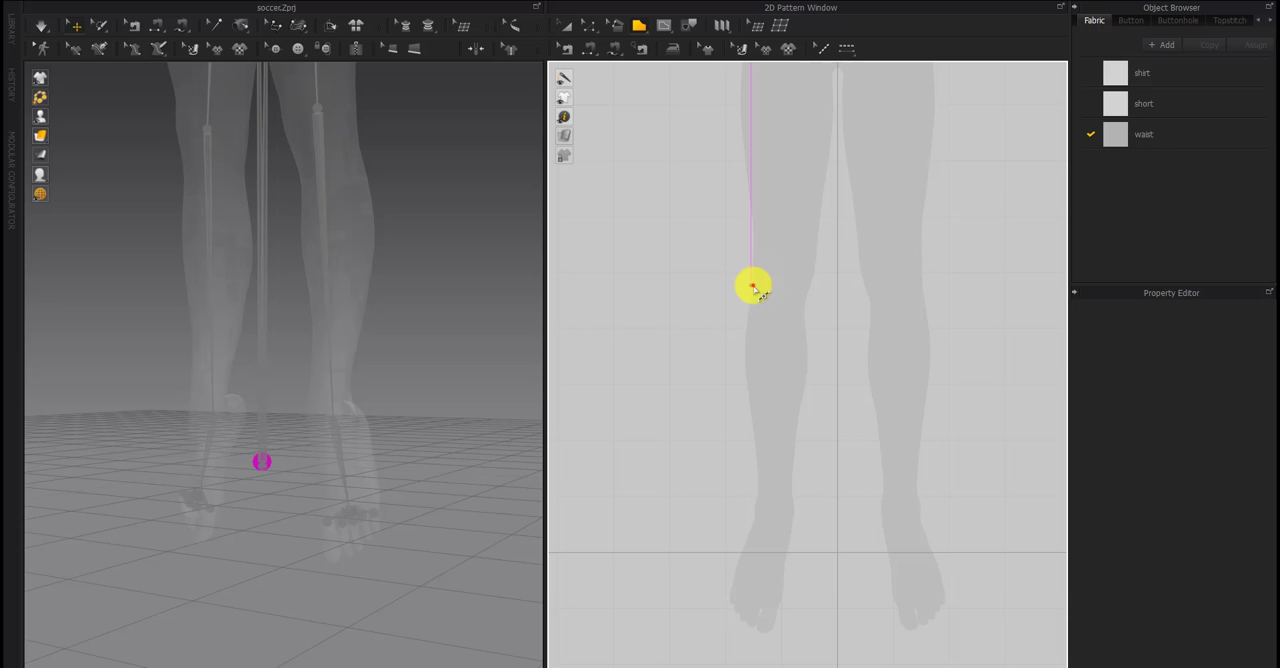 soccer.Zprj
2D Pattern Window
Object Browser
LIBRARY
HISTORY
MODULAR CONFIGURATOR
Fabric
Button
Buttonhole
Topstitch
+ Add
Copy
Assign
shirt
short
waist
Property Editor